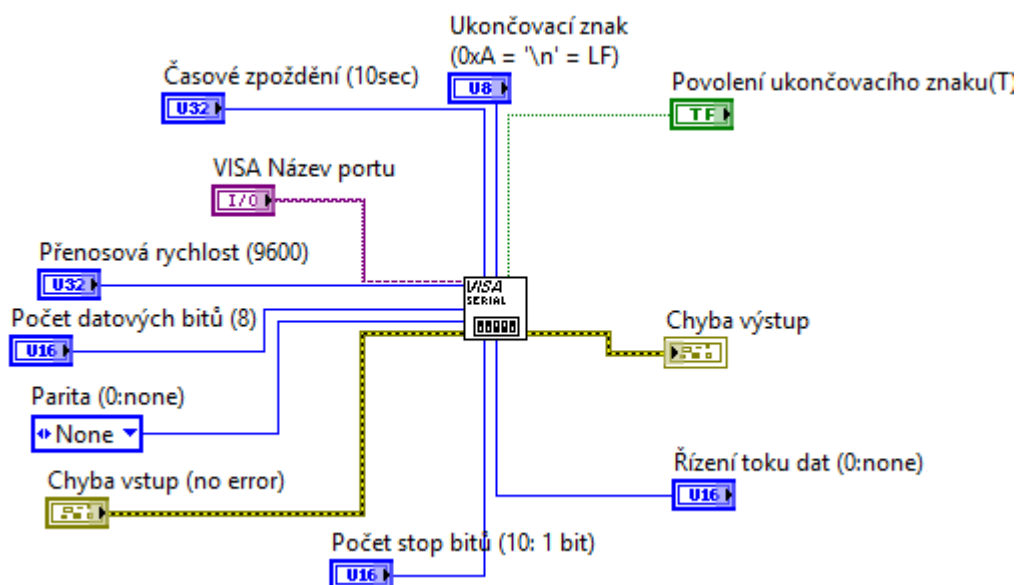 Ukončovací znak
(0xA = '\n' = LF)
U8
Časové zpoždění (10sec)
U32
Povolení ukončovacího znaku(T)
TF
VISA Název portu
I/O
Přenosová rychlost (9600)
U32
VISA
SERIAL
Počet datových bitů (8)
U16
Chyba výstup
Parita (0:none)
None
Řízení toku dat (0:none)
U16
Chyba vstup (no error)
Počet stop bitů (10: 1 bit)
U16